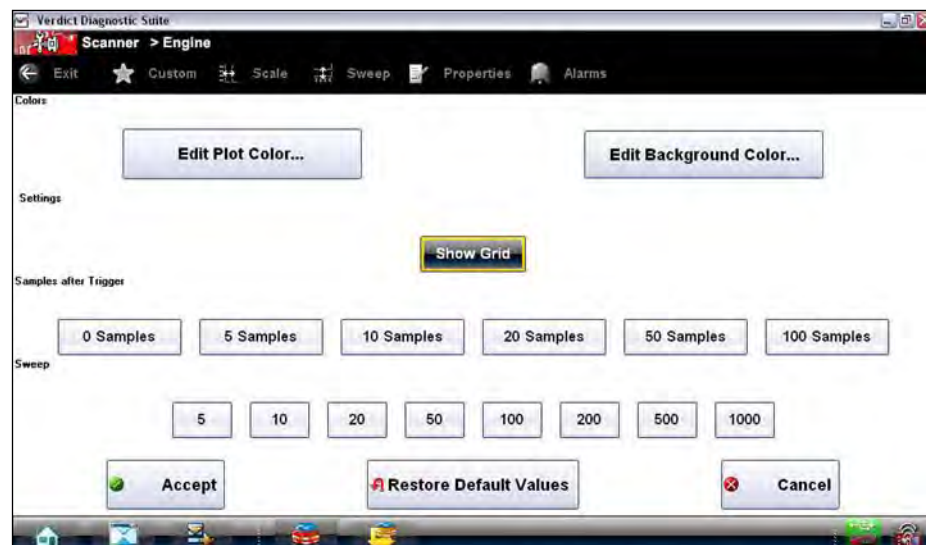 Verdict Diagnostic Suite
Scanner > Engine
Exit Custom Scale Sweep Properties Alarms
Colors
Edit Plot Color... Edit Background Color...
Settings
Show Grid
Samples after Trigger
0 Samples 5 Samples 10 Samples 20 Samples 50 Samples 100 Samples
Sweep
5 10 20 50 100 200 500 1000
Accept Restore Default Values Cancel